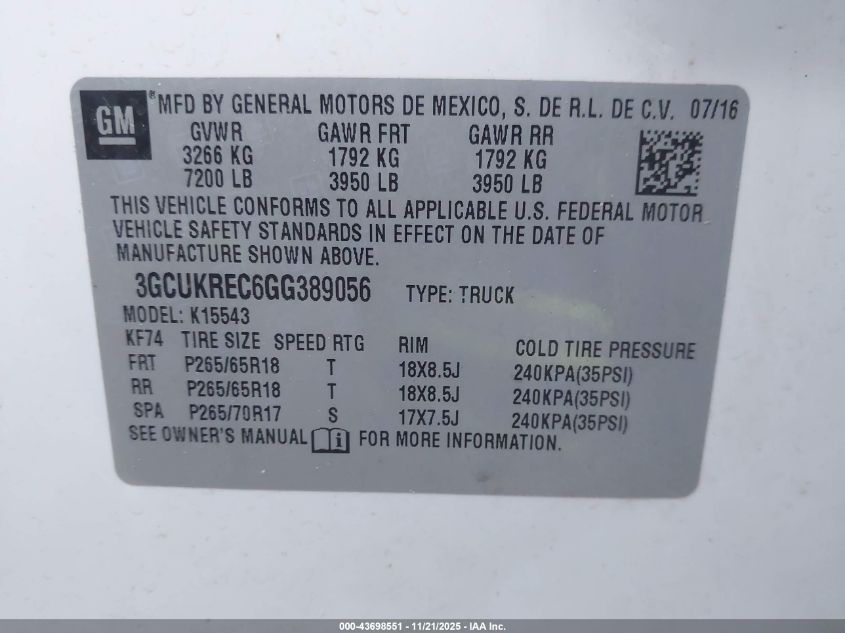 GM
®MFD BY GENERAL MOTORS DE MEXICO, S. DE R.L. DE C.V. 07/16
GVWR GAWR FRT GAWR RR
3266 KG 1792 KG 1792 KG
7200 LB 3950 LB 3950 LB
THIS VEHICLE CONFORMS TO ALL APPLICABLE U.S. FEDERAL MOTOR
VEHICLE SAFETY STANDARDS IN EFFECT ON THE DATE OF
MANUFACTURE SHOWN ABOVE.
3GCUKREC6GG389056 TYPE: TRUCK
MODEL: K15543
KF74 TIRE SIZE SPEED RTG RIM COLD TIRE PRESSURE
FRT P265/65R18 T 18X8.5J 240KPA(35PSI)
RR P265/65R18 T 18X8.5J 240KPA(35PSI)
SPA P265/70R17 S 17X7.5J 240KPA(35PSI)
SEE OWNER'S MANUAL i FOR MORE INFORMATION.
000-43698551 - 11/21/2025 - IAA Inc.